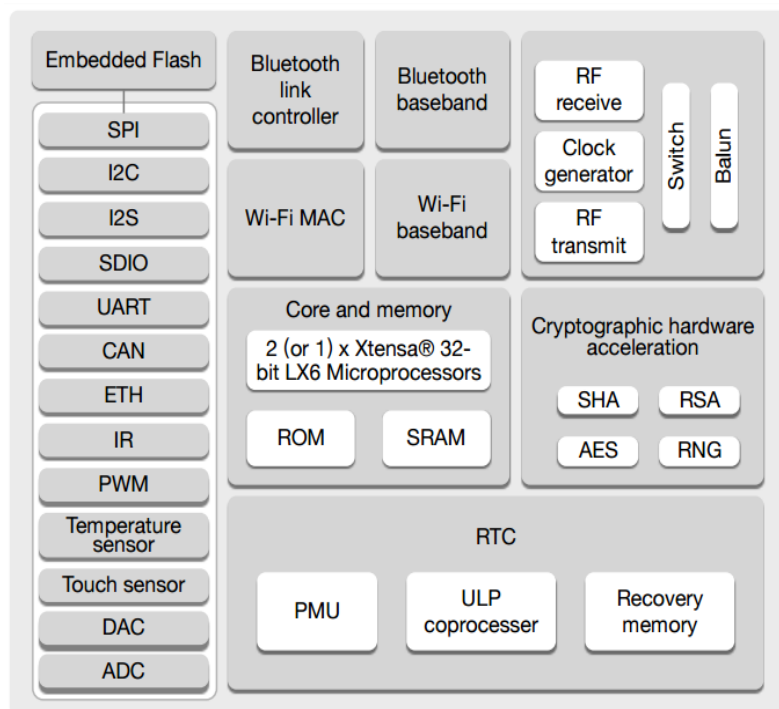 Embedded Flash
SPI
I2C
I2S
SDIO
UART
CAN
ETH
IR
PWM
Temperature
sensor
Touch sensor
DAC
ADC
Bluetooth
link
controller
Bluetooth
baseband
Wi-Fi MAC
Wi-Fi
baseband
RF
receive
Clock
generator
RF
transmit
Switch
Balun
Core and memory
2 (or 1) x Xtensa® 32-
bit LX6 Microprocessors
ROM
SRAM
Cryptographic hardware
acceleration
SHA
RSA
AES
RNG
RTC
PMU
ULP
coprocesser
Recovery
memory